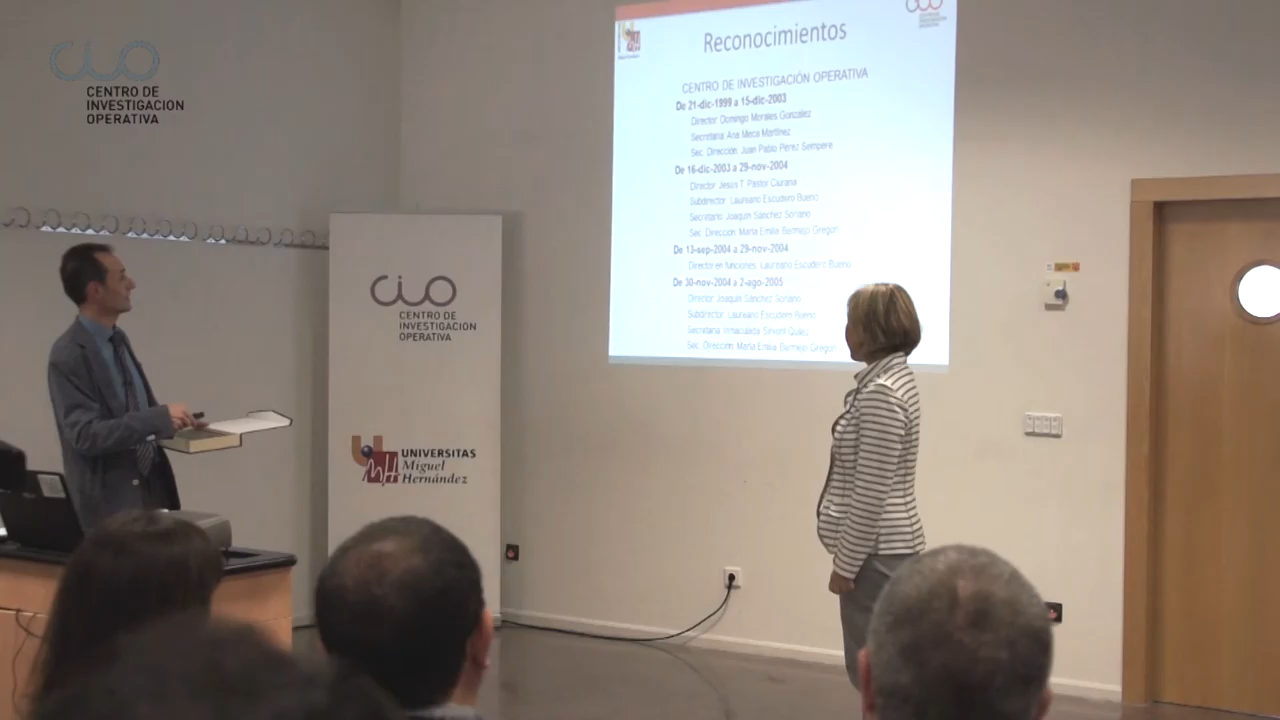 CIO
CENTRO DE
INVESTIGACION
OPERATIVA
Reconocimientos
CENTRO DE INVESTIGACIÓN OPERATIVA
De 21-dic-1999 a 15-dic-2003
Director: Domingo Morales González
Secretaria: Ana Meca Martínez
Sec. Dirección: Juan Pablo Pérez Sempere
De 16-dic-2003 a 29-nov-2004
Director: Jesús T. Pastor Ciurana
Subdirector: Laureano Escudero Bueno
Secretario: Joaquín Sánchez Soriano
Sec. Dirección: María Emilia Bermejo Gregori
De 13-sep-2004 a 29-nov-2004
Director en funciones: Laureano Escudero Bueno
De 30-nov-2004 a 2-ago-2005
Director: Joaquín Sánchez Soriano
Subdirector: Laureano Escudero Bueno
Secretaria: Inmaculada Sirvent Quílez
Sec. Dirección: María Emilia Bermejo Gregori
CIO
CENTRO DE
INVESTIGACION
OPERATIVA
UNIVERSITAS
Miguel
Hernández